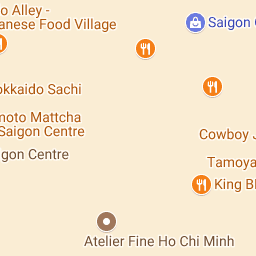 o Alley -
anese Food Village
Saigon C
okkaido Sachi
moto Mattcha
Saigon Centre
igon Centre
Cowboy J
Tamoya
King B
Atelier Fine Ho Chi Minh